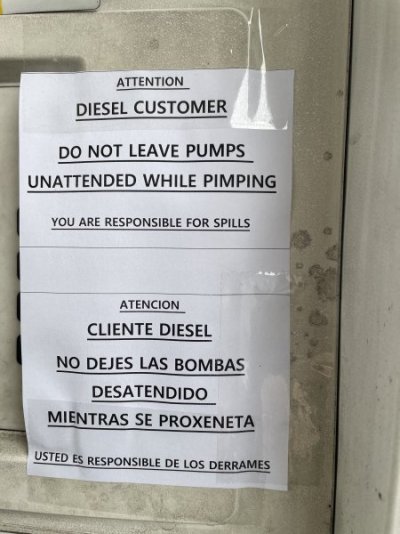 ATTENTION
DIESEL CUSTOMER
DO NOT LEAVE PUMPS
UNATTENDED WHILE PIMPING
YOU ARE RESPONSIBLE FOR SPILLS
ATENCION
CLIENTE DIESEL
NO DEJES LAS BOMBAS
DESATENDIDO
MIENTRAS SE PROXENETA
USTED ES RESPONSIBLE DE LOS DERRAMES